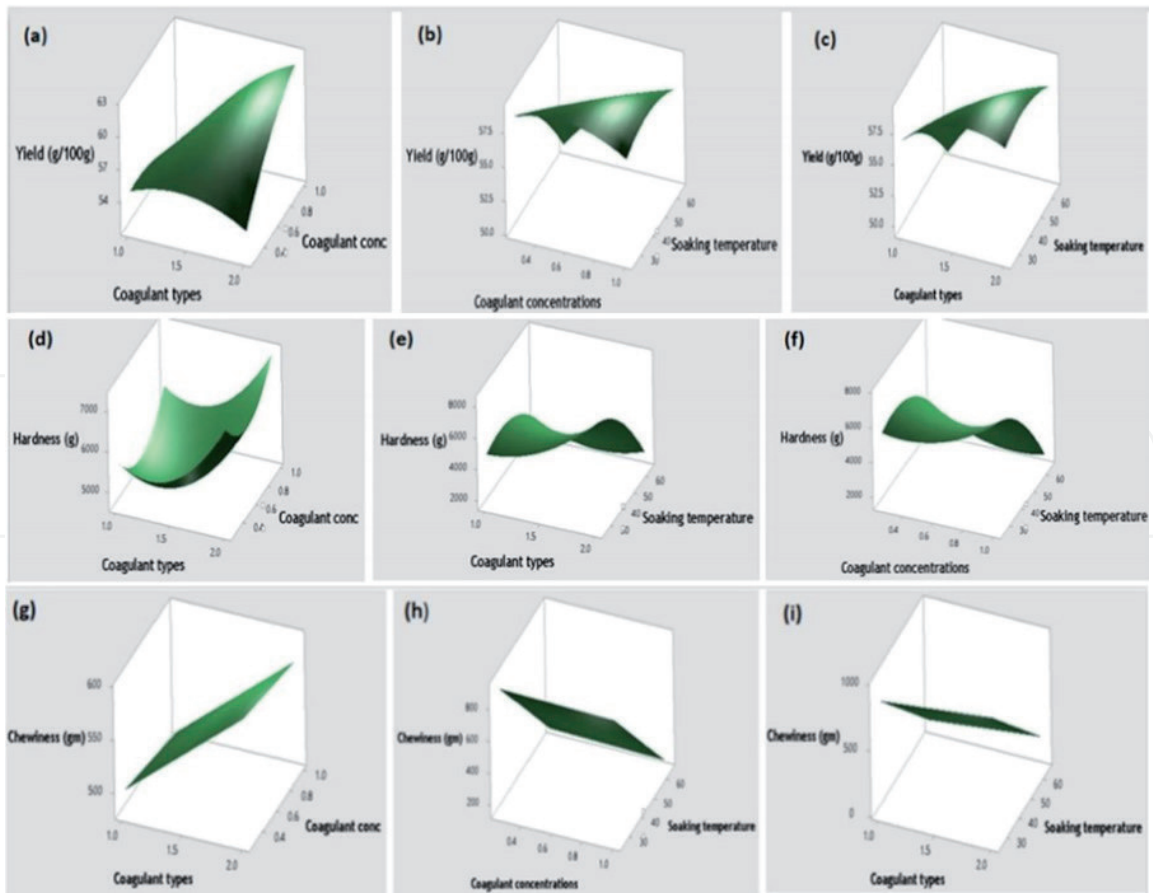 (a)
63
60
Yield (g/100g)
57
54
1.0
0.8
0.6
0.4
Coagulant conc
1.0
1.5
2.0
Coagulant types
(b)
57.5
Yield (g/100g)
55.0
52.5
50.0
60
50
40
30
Soaking temperature
0.4
0.6
0.8
1.0
Coagulant concentrations
(c)
57.5
Yield (g/100g)
55.0
52.5
50.0
60
50
40
30
Soaking temperature
1.0
1.5
2.0
Coagulant types
(d)
7000
Hardness (g)
6000
5000
1.0
0.8
0.6
0.4
Coagulant conc
1.0
1.5
2.0
Coagulant types
(e)
8000
Hardness (g)
6000
4000
2000
60
50
40
Soaking temperature
1.0
1.5
2.0
Coagulant types
(f)
8000
Hardness (g)
6000
4000
2000
60
50
40
30
Soaking temperature
0.4
0.6
0.8
1.0
Coagulant concentrations
(g)
600
Chewiness (gm)
550
500
1.0
0.8
0.6
0.4
Coagulant conc
1.0
1.5
2.0
Coagulant types
(h)
800
Chewiness (gm)
600
400
200
60
50
40
30
Soaking temperature
0.4
0.6
0.8
1.0
Coagulant concentrations
(i)
1000
Chewiness (gm)
500
0
60
50
40
30
Soaking temperature
1.0
1.5
2.0
Coagulant types